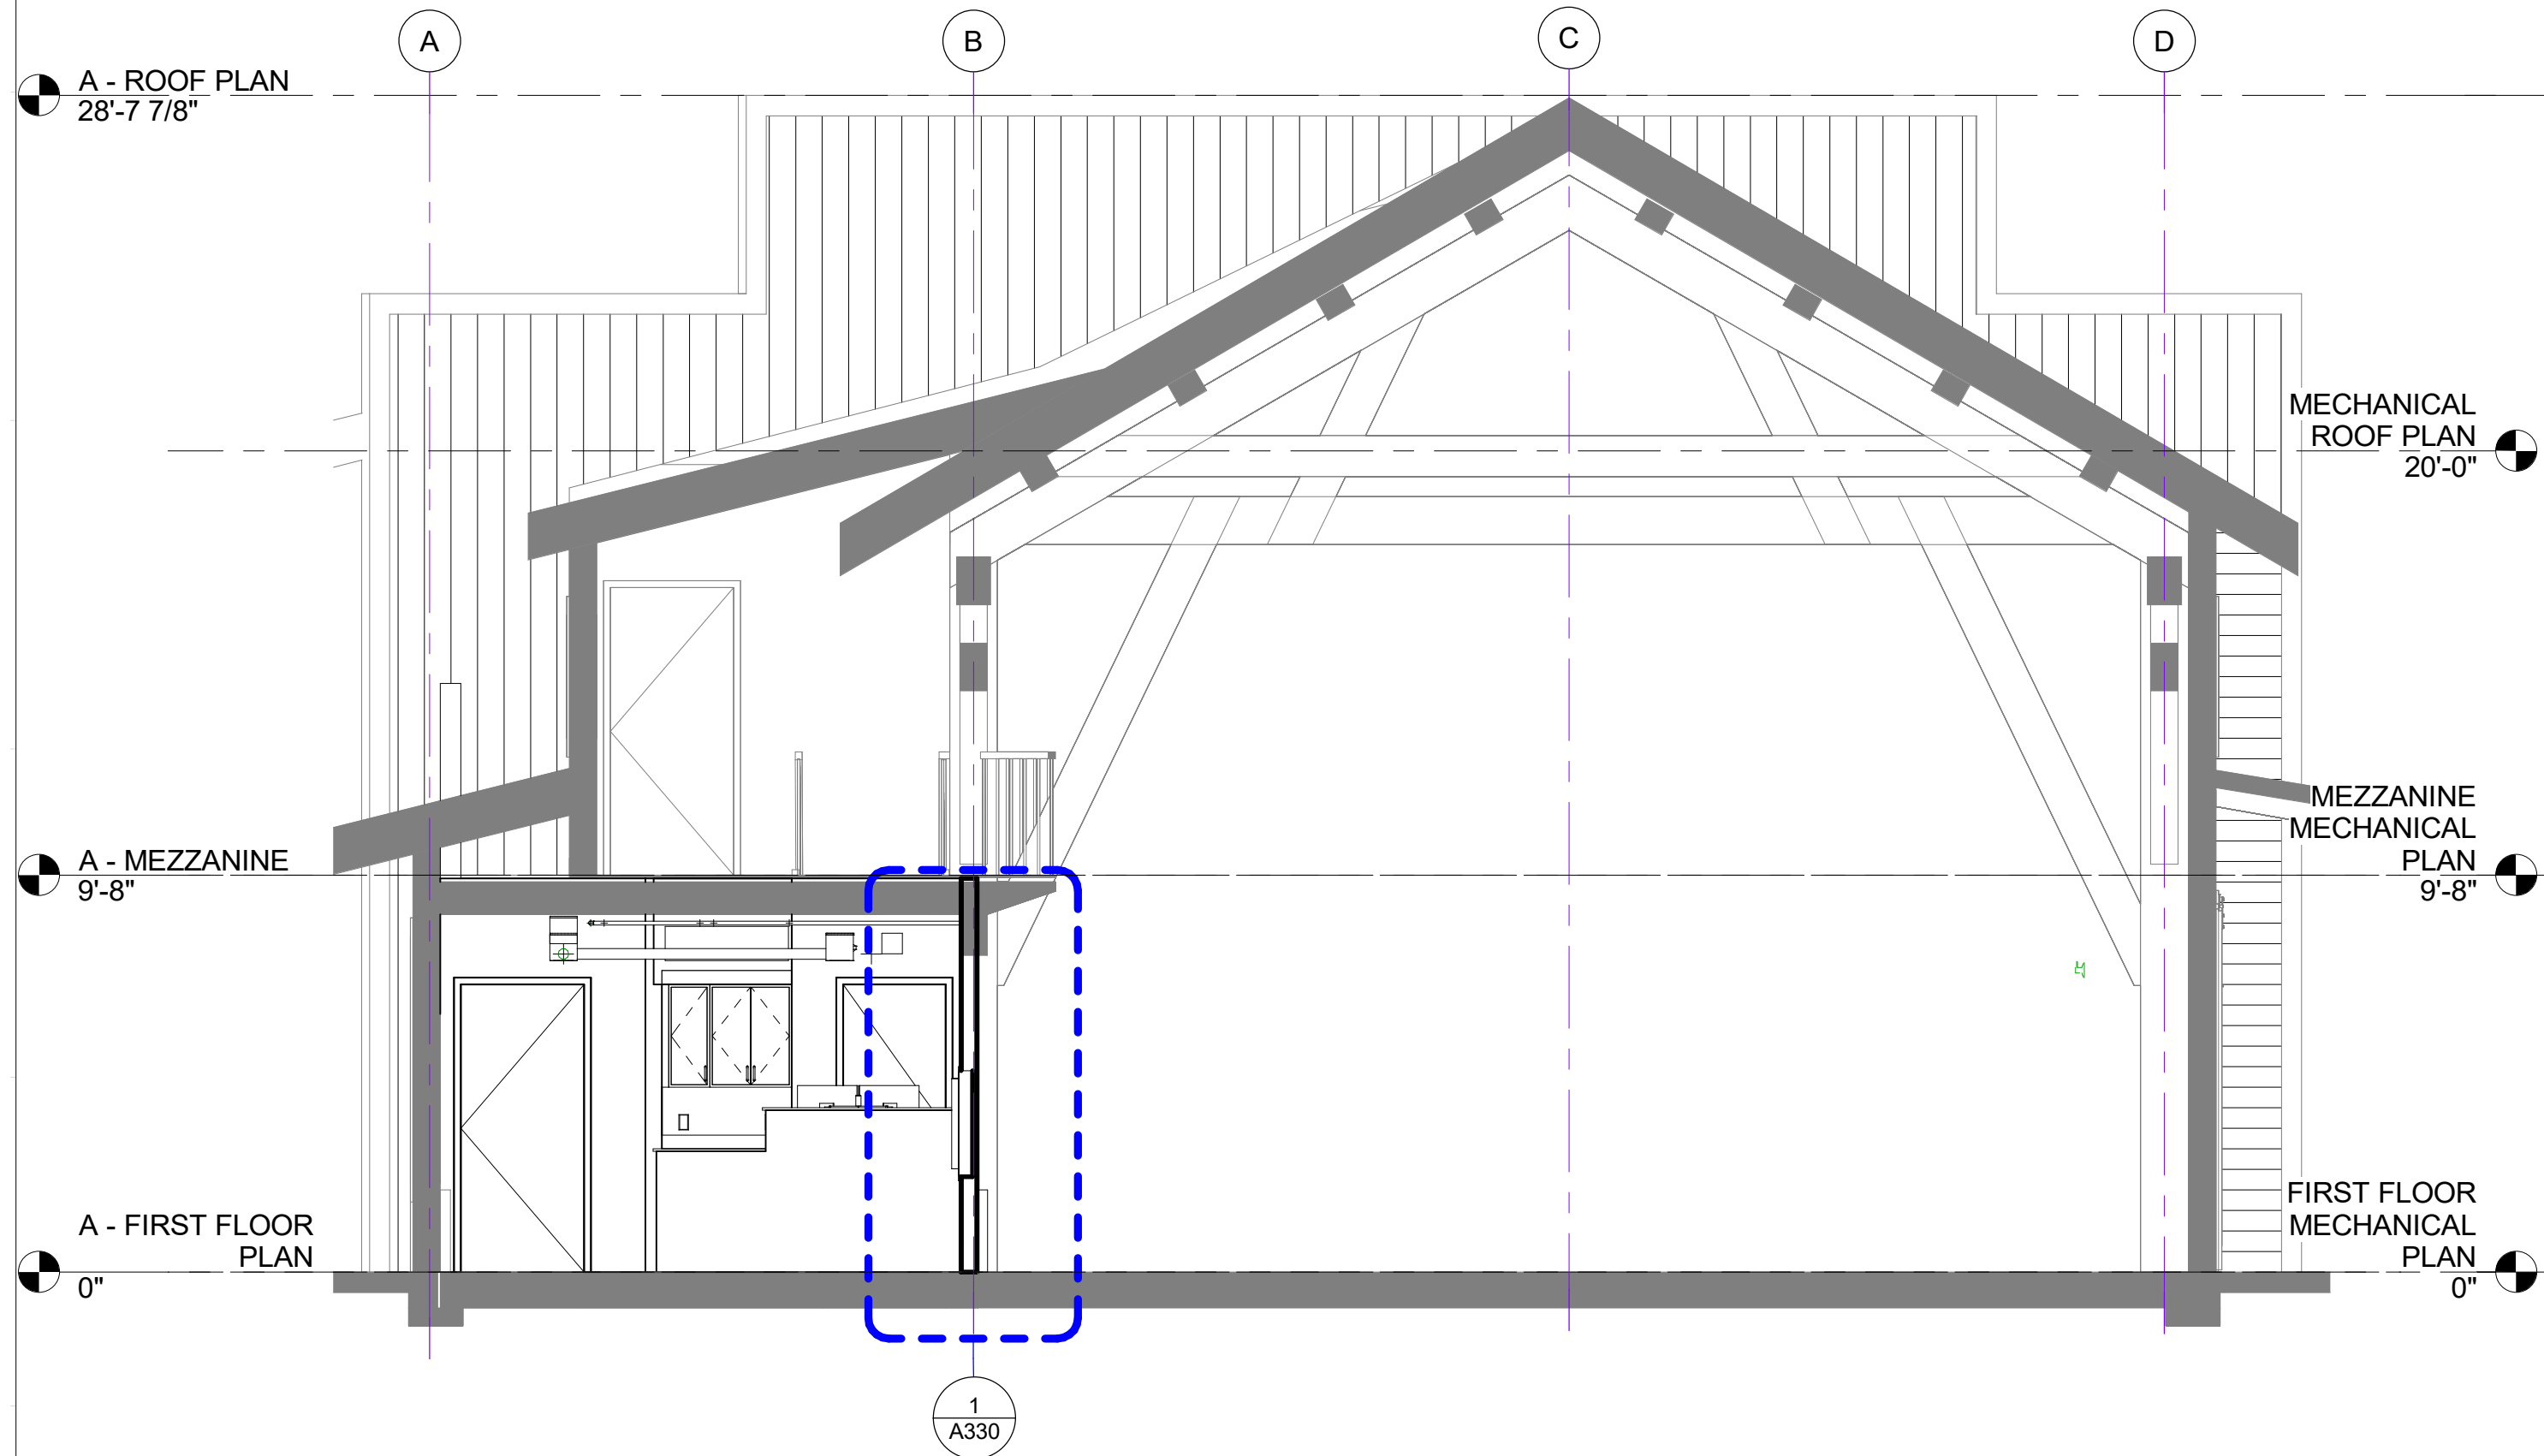 A
B
C
D
A - ROOF PLAN
28'-7 7/8"
MECHANICAL
ROOF PLAN
20'-0"
MEZZANINE
MECHANICAL
PLAN
9'-8"
A - MEZZANINE
9'-8"
A - FIRST FLOOR
PLAN
0"
FIRST FLOOR
MECHANICAL
PLAN
0"
1
A330